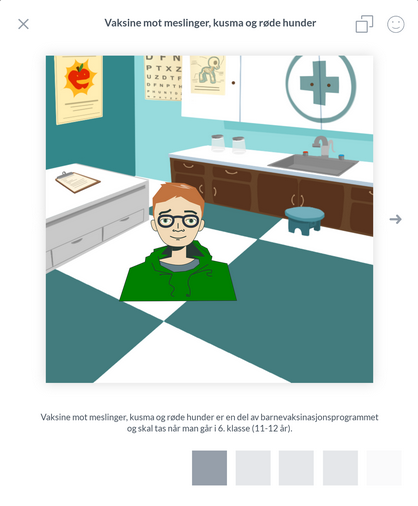 Vaksine mot meslinger, kusma og røde hunder
Vaksine mot meslinger, kusma og røde hunder er en del av barnevaksinasjonsprogrammet
og skal tas når man går i 6. klasse (11-12 år).